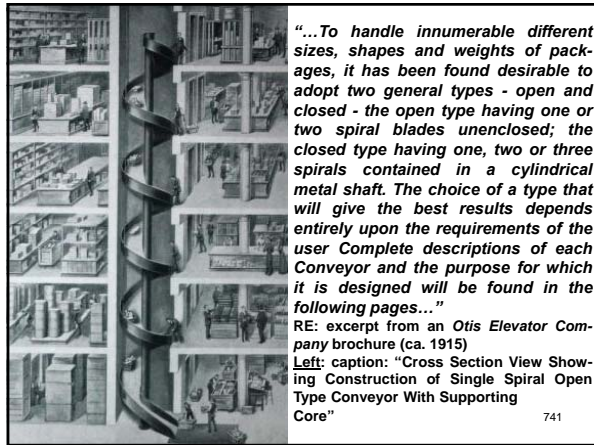 “…To handle innumerable different
sizes, shapes and weights of pack-
ages, it has been found desirable to
adopt two general types - open and
closed - the open type having one or
two spiral blades unenclosed; the
closed type having one, two or three
spirals contained in a cylindrical
metal shaft. The choice of a type that
will give the best results depends
entirely upon the requirements of the
user Complete descriptions of each
Conveyor and the purpose for which
it is designed will be found in the
following pages…”
RE: excerpt from an Otis Elevator Com-
pany brochure (ca. 1915)
Left: caption: “Cross Section View Show-
ing Construction of Single Spiral Open
Type Conveyor With Supporting
Core”
741